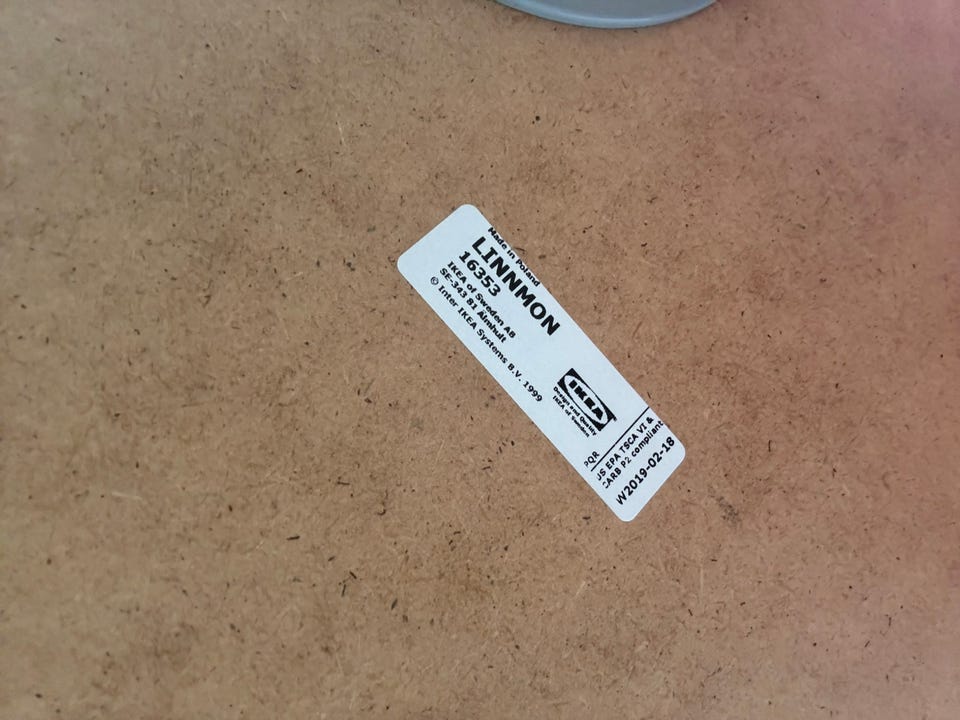 Made in Poland
LINNMON
16353
IKEA of Sweden AB
SE-343 81 Älmhult
© Inter IKEA Systems B.V. 1999
IKEA
Design and Quality
IKEA of Sweden
PQR
US EPA TSCA VI &
CARB P2 compliant
W2019-02-18